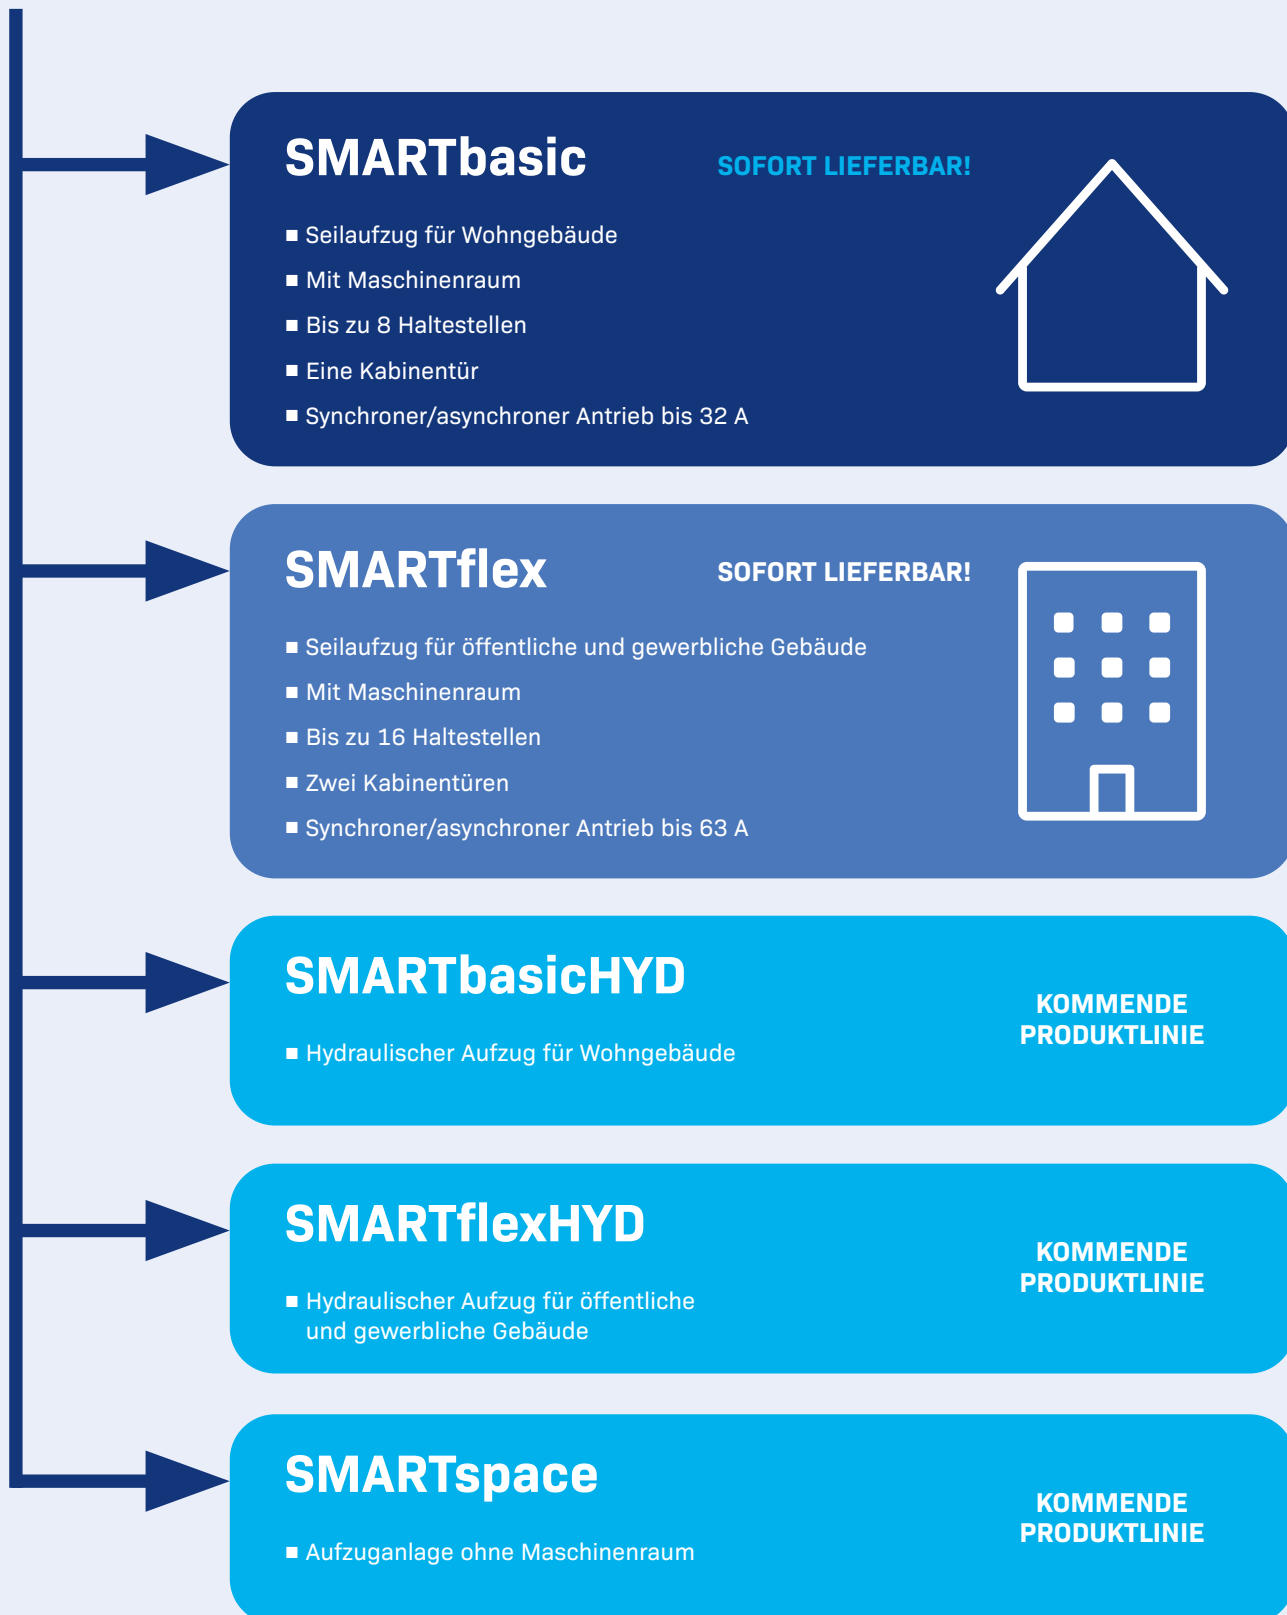 SMARTbasic
SOFORT LIEFERBAR!
■ Seilaufzug für Wohngebäude
■ Mit Maschinenraum
■ Bis zu 8 Haltestellen
■ Eine Kabinentür
■ Synchroner/asynchroner Antrieb bis 32 A
SMARTflex
SOFORT LIEFERBAR!
■ Seilaufzug für öffentliche und gewerbliche Gebäude
■ Mit Maschinenraum
■ Bis zu 16 Haltestellen
■ Zwei Kabinentüren
■ Synchroner/asynchroner Antrieb bis 63 A
SMARTbasicHYD
■ Hydraulischer Aufzug für Wohngebäude
KOMMENDE
PRODUKTLINIE
SMARTflexHYD
■ Hydraulischer Aufzug für öffentliche
und gewerbliche Gebäude
KOMMENDE
PRODUKTLINIE
SMARTspace
■ Aufzuganlage ohne Maschinenraum
KOMMENDE
PRODUKTLINIE